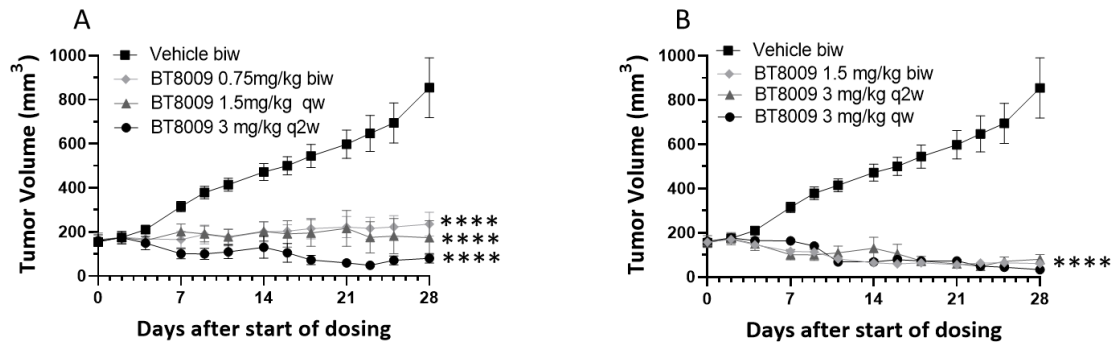 A
Tumor Volume (mm3)
1000
800
600
400
200
0
Vehicle biw
BT8009 0.75mg/kg biw
BT8009 1.5mg/kg qw
BT8009 3 mg/kg q2w
****
****
****
0 7 14 21 28
Days after start of dosing
B
Tumor Volume (mm3)
1000
800
600
400
200
0
Vehicle biw
BT8009 1.5 mg/kg biw
BT8009 3 mg/kg q2w
BT8009 3 mg/kg qw
****
0 7 14 21 28
Days after start of dosing